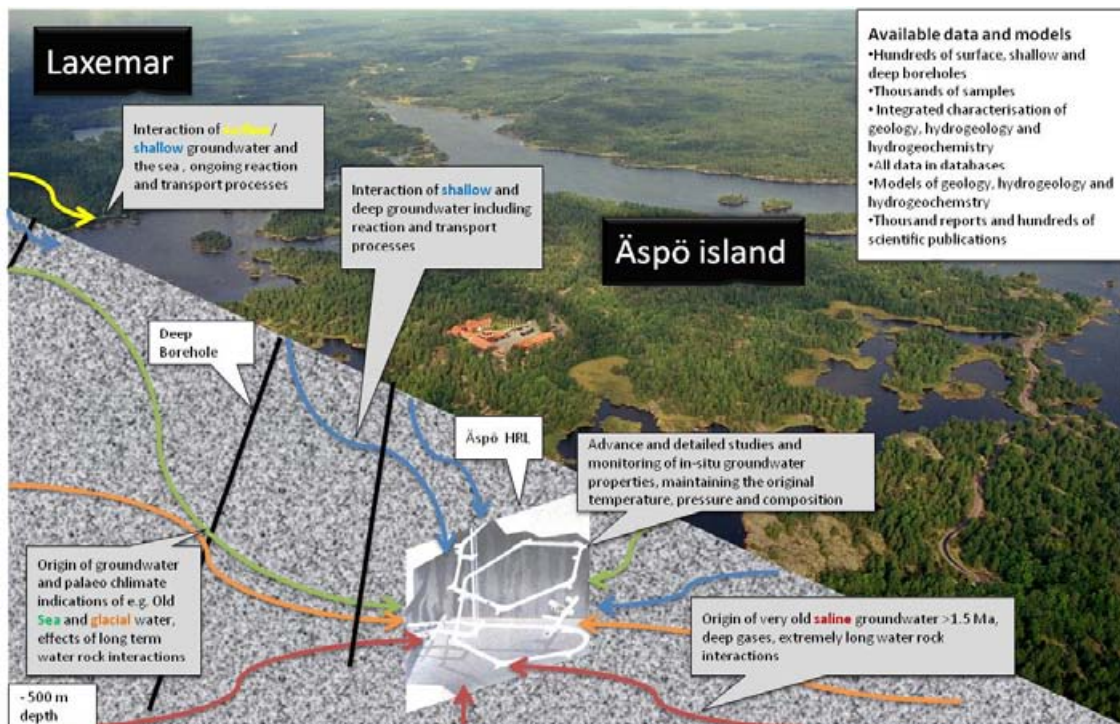 Laxemar
Interaction of surface/
shallow groundwater and
the sea , ongoing reaction
and transport processes
Interaction of shallow and
deep groundwater including
reaction and transport
processes
Äspö island
Available data and models
•Hundreds of surface, shallow and
deep boreholes
•Thousands of samples
• Integrated characterisation of
geology, hydrogeology and
hydrogeochemistry
•All data in databases
•Models of geology, hydrogeology and
hydrogeochemstry
•Thousand reports and hundreds of
scientific publications
Deep
Borehole
Äspö HRL
Advance and detailed studies and
monitoring of in-situ groundwater
properties, maintaining the original
temperature, pressure and composition
Origin of groundwater
and palaeo chlimate
indications of e.g. Old
Sea and glacial water,
effects of long term
water rock interactions
Origin of very old saline groundwater >1.5 Ma,
deep gases, extremely long water rock
interactions
- 500 m
depth